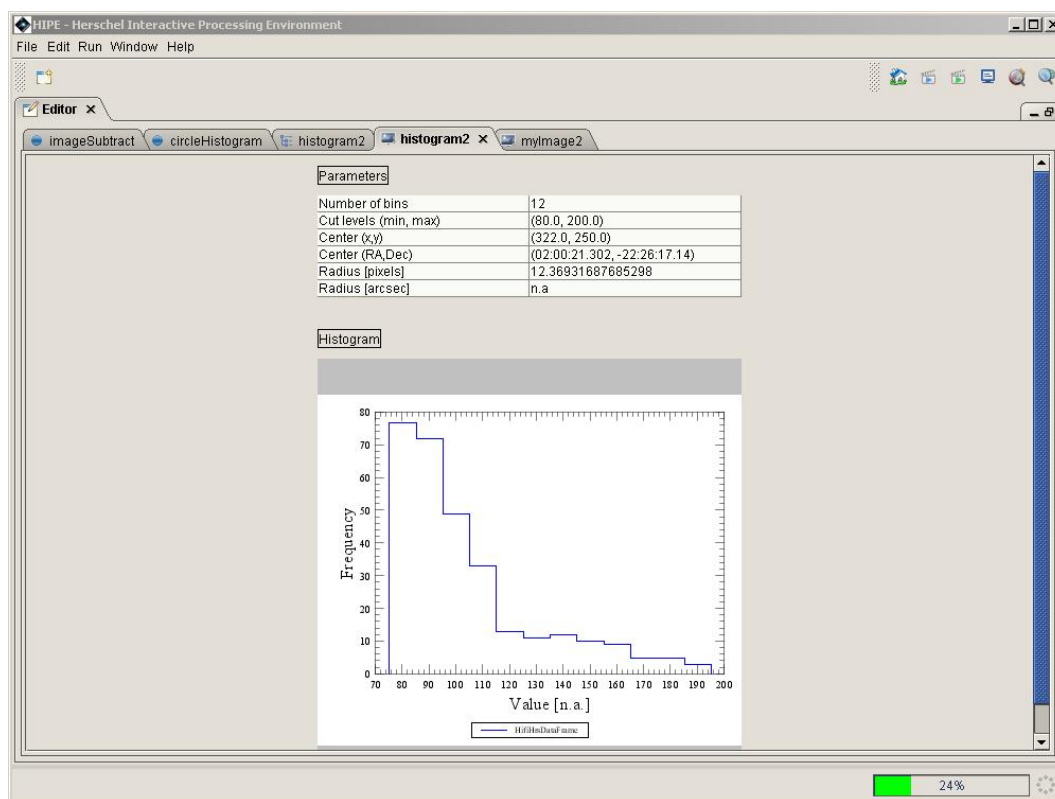 HIPE - Herschel Interactive Processing Environment
File Edit Run Window Help
Editor
imageSubtract circleHistogram histogram2 histogram2 myImage2
Parameters
Number of bins 12
Cut levels (min, max) (80.0, 200.0)
Center (x,y) (322.0, 250.0)
Center (RA,Dec) (02:00:21.302, -22:26:17.14)
Radius [pixels] 12.36931687685298
Radius [arcsec] n.a
Histogram
80
70
60
50
40
30
20
10
0
Frequency
70 80 90 100 110 120 130 140 150 160 170 180 190 200
Value [n.a.]
HifiHrsDataFrame
24%